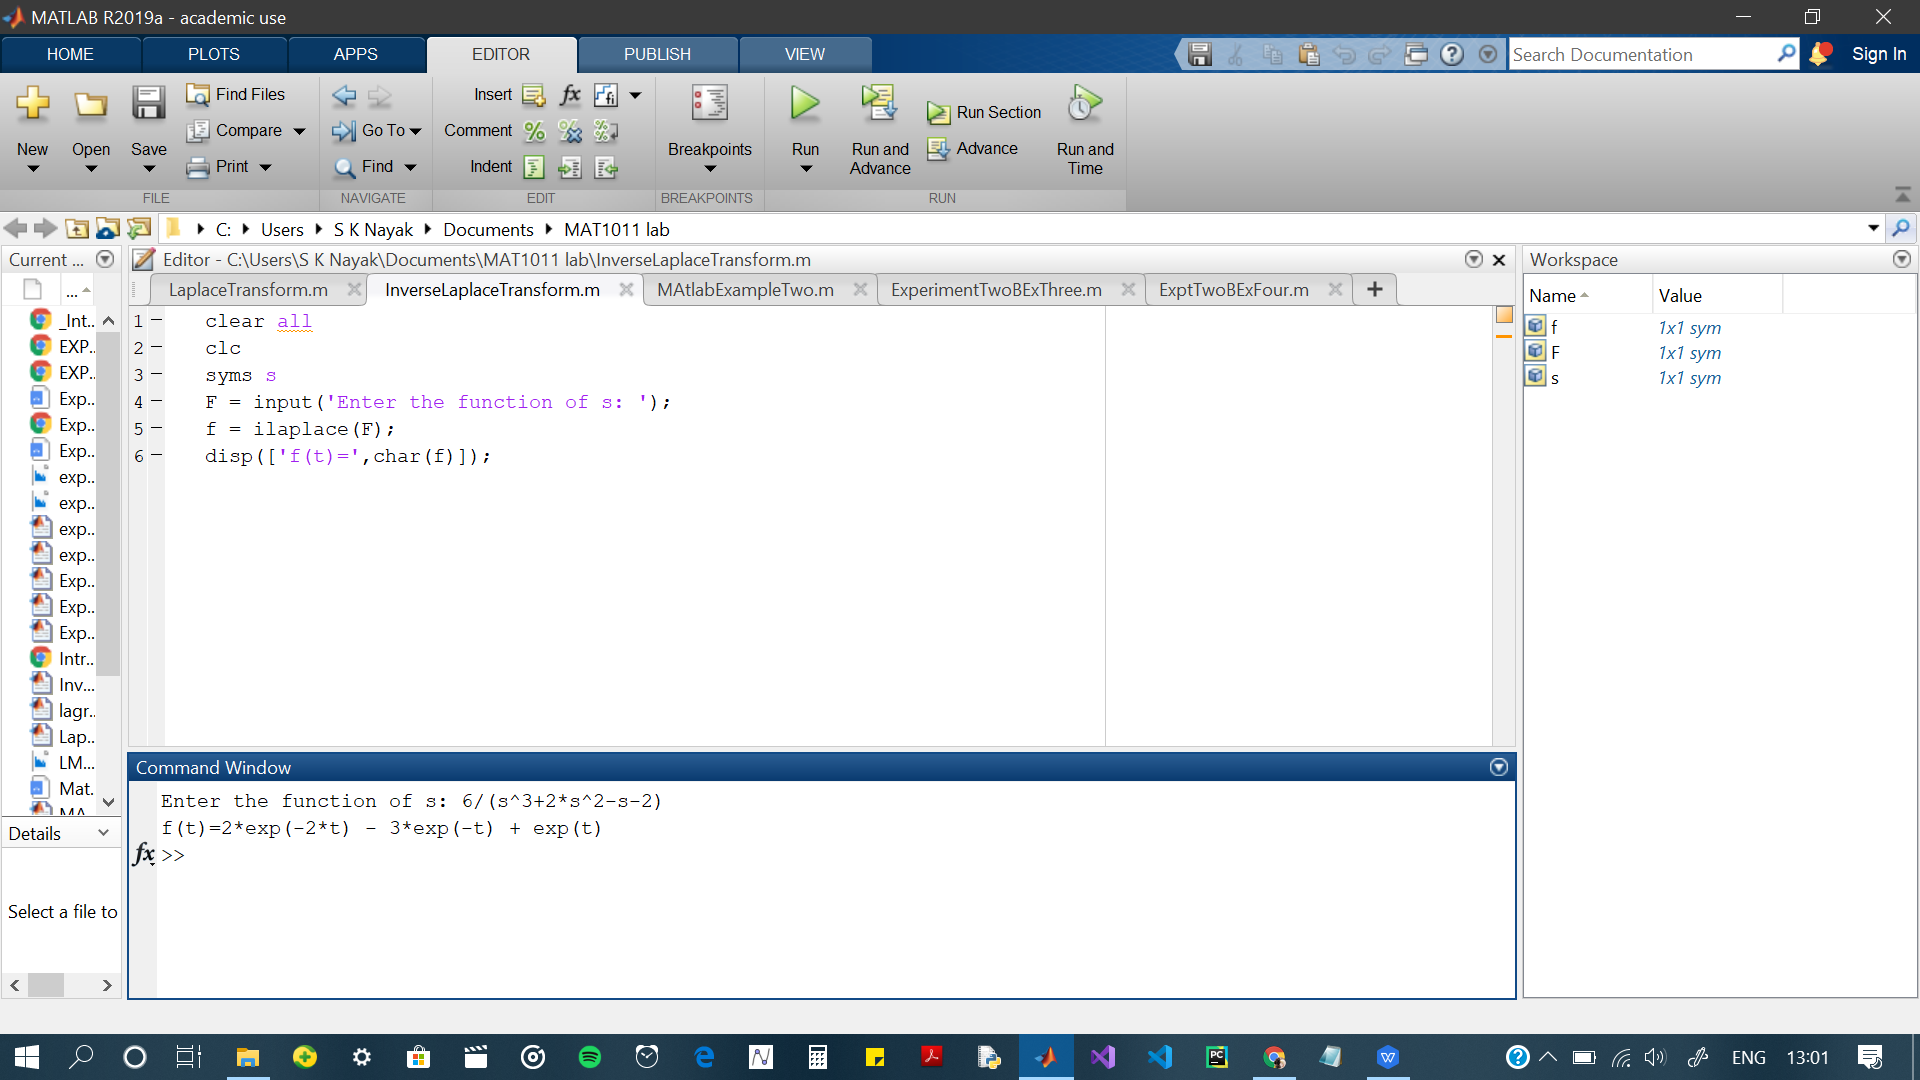 MATLAB R2019a - academic use
HOME PLOTS APPS EDITOR PUBLISH VIEW
Search Documentation
Sign In
New
Open
Save
Find Files
Compare
Print
FILE
Go To
Find
NAVIGATE
Insert
Comment
Indent
EDIT
Breakpoints
BREAKPOINTS
Run
Run and
Advance
Run Section
Advance
Run and
Time
RUN
C: Users S K Nayak Documents MAT1011 lab
Current ...
...
_Int..
EXP..
EXP..
Exp..
Exp..
Exp..
exp..
exp..
exp..
exp..
Exp..
Exp..
Exp..
Intr..
Inv...
lagr..
Lap..
LM...
Mat.
Details
Select a file to
Editor - C:\Users\S K Nayak\Documents\MAT1011 lab\InverseLaplaceTransform.m
LaplaceTransform.m InverseLaplaceTransform.m MAtlabExampleTwo.m ExperimentTwoBExThree.m ExptTwoBExFour.m
1 clear all
2 clc
3 syms s
4 F = input('Enter the function of s: ');
5 f = ilaplace(F);
6 disp(['f(t)=',char(f)]);
Command Window
Enter the function of s: 6/(s^3+2*s^2-s-2)
f(t)=2*exp(-2*t) - 3*exp(-t) + exp(t)
fx >>
Workspace
Name Value
f 1x1 sym
F 1x1 sym
s 1x1 sym
ENG 13:01